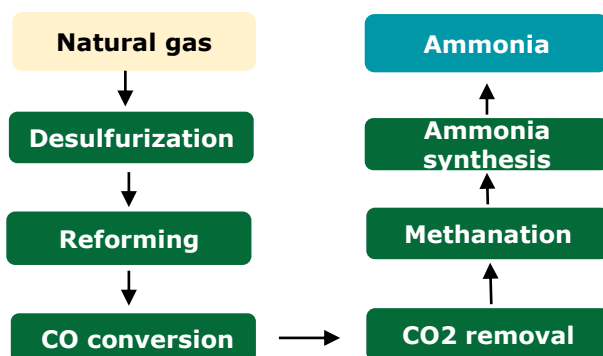 Natural gas
Desulfurization
Reforming
CO conversion
CO2 removal
Methanation
Ammonia
synthesis
Ammonia